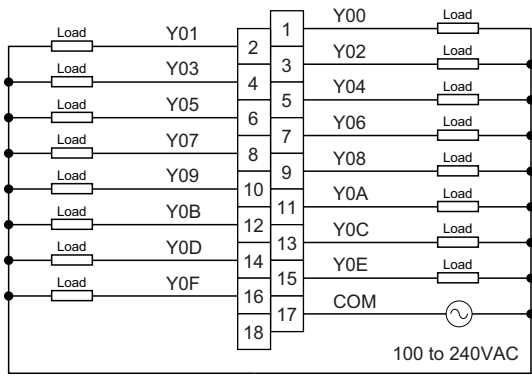 Y00 Load
1
Load Y01
2
Y02 Load
3
Load Y03
4
Y04 Load
5
Load Y05
6
Y06 Load
7
Load Y07
8
Y08 Load
9
Load Y09
10
Y0A Load
11
Load Y0B
12
Y0C Load
13
Load Y0D
14
Y0E Load
15
Load Y0F
16
COM
17
18
100 to 240VAC